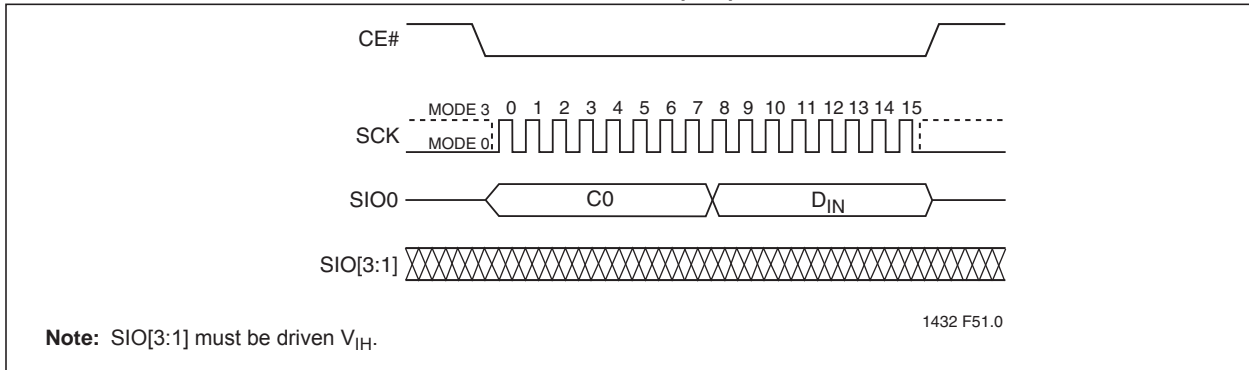 CE#
MODE 3 0 1 2 3 4 5 6 7 8 9 10 11 12 13 14 15
SCK
MODE 0
SIO0 C0 DIN
SIO[3:1]
1432 F51.0
Note: SIO[3:1] must be driven VIH.